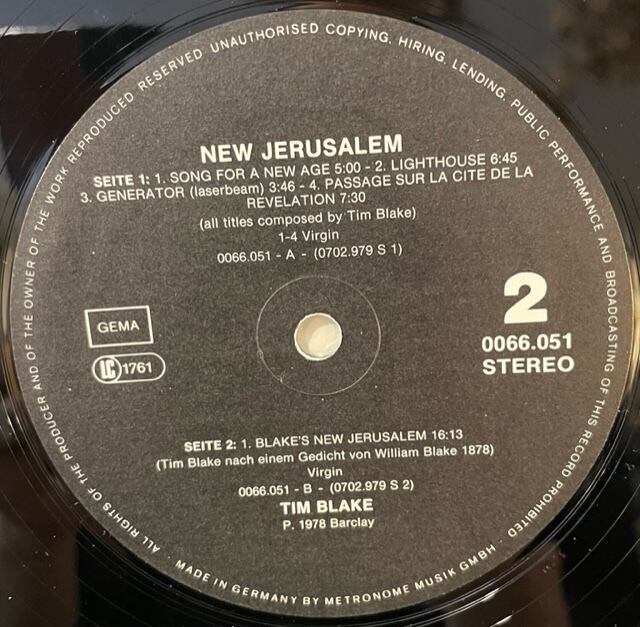 ALL RIGHTS OF THE PRODUCER AND OF THE OWNER OF THE WORK REPRODUCED RESERVED UNAUTHORISED COPYING, HIRING, LENDING, PUBLIC PERFORMANCE AND BROADCASTING OF THIS RECORD PROHIBITED
NEW JERUSALEM
SEITE 1: 1. SONG FOR A NEW AGE 5:00 - 2. LIGHTHOUSE 6:45
3. GENERATOR (laserbeam) 3:46 - 4. PASSAGE SUR LA CITE DE LA
REVELATION 7:30
(all titles composed by Tim Blake)
1-4 Virgin
0066.051 - A - (0702.979 S 1)
GEMA
LC 1761
2
0066.051
STEREO
SEITE 2: 1. BLAKE'S NEW JERUSALEM 16:13
(Tim Blake nach einem Gedicht von William Blake 1878)
Virgin
0066.051 - B - (0702.979 S 2)
TIM BLAKE
P. 1978 Barclay
· MADE IN GERMANY BY METRONOME MUSIK GMBH ·